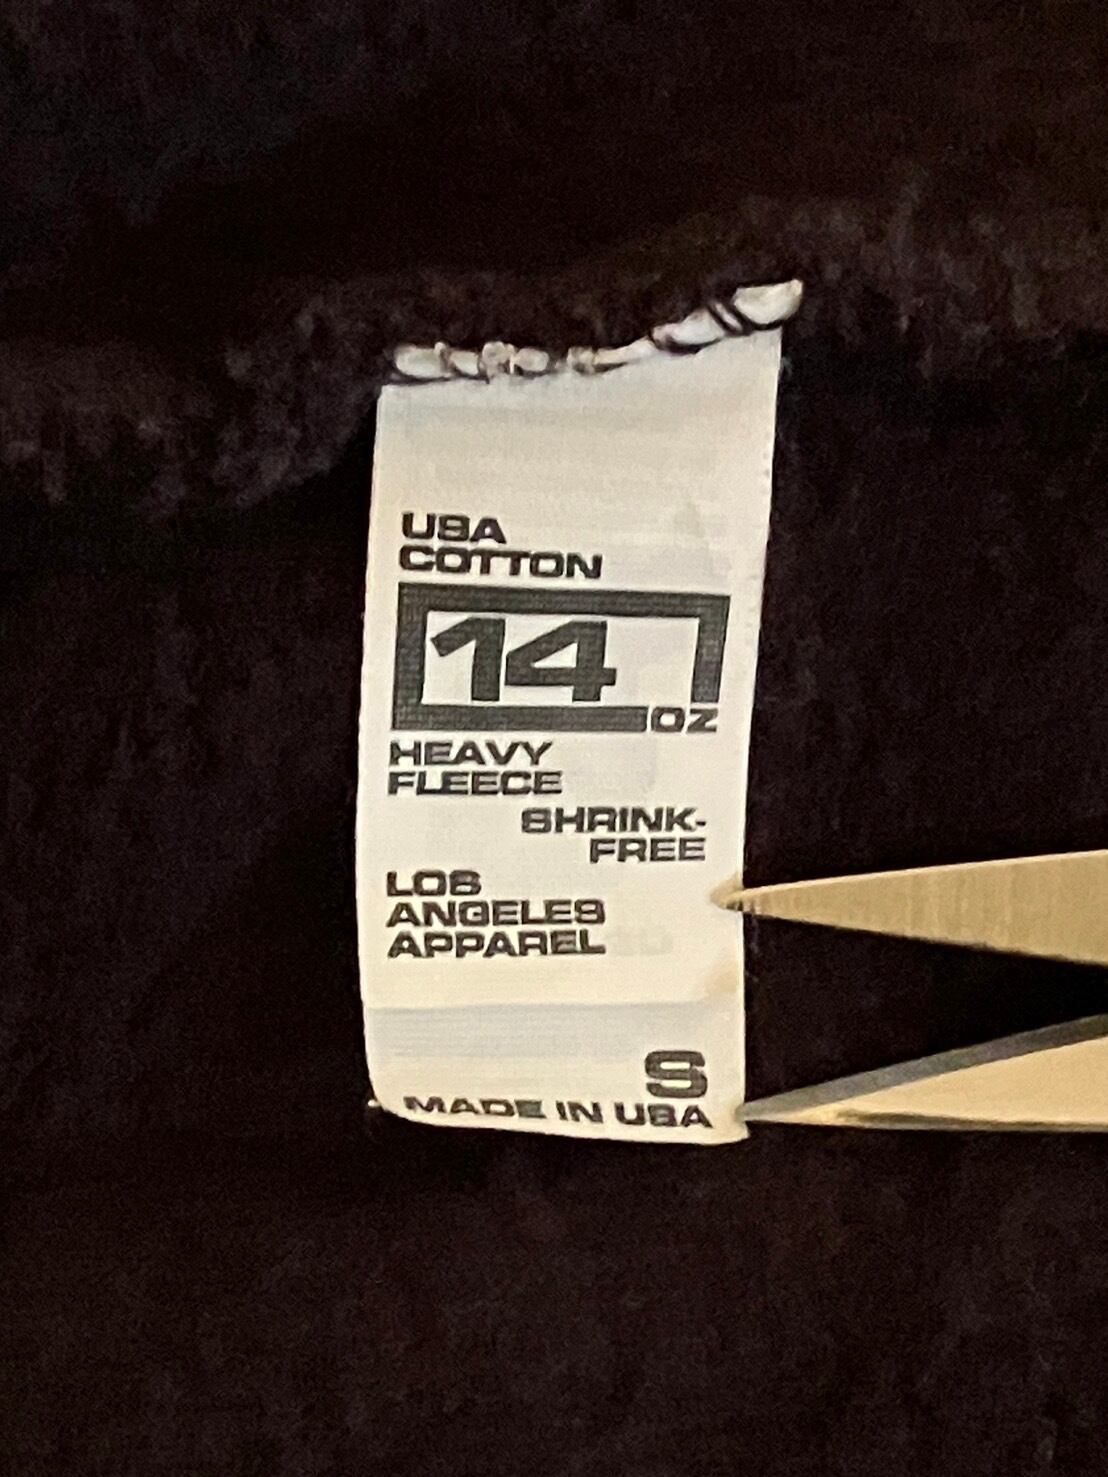 USA
COTTON
14 OZ
HEAVY
FLEECE
SHRINK-
FREE
LOS
ANGELES
APPAREL
S
MADE IN USA